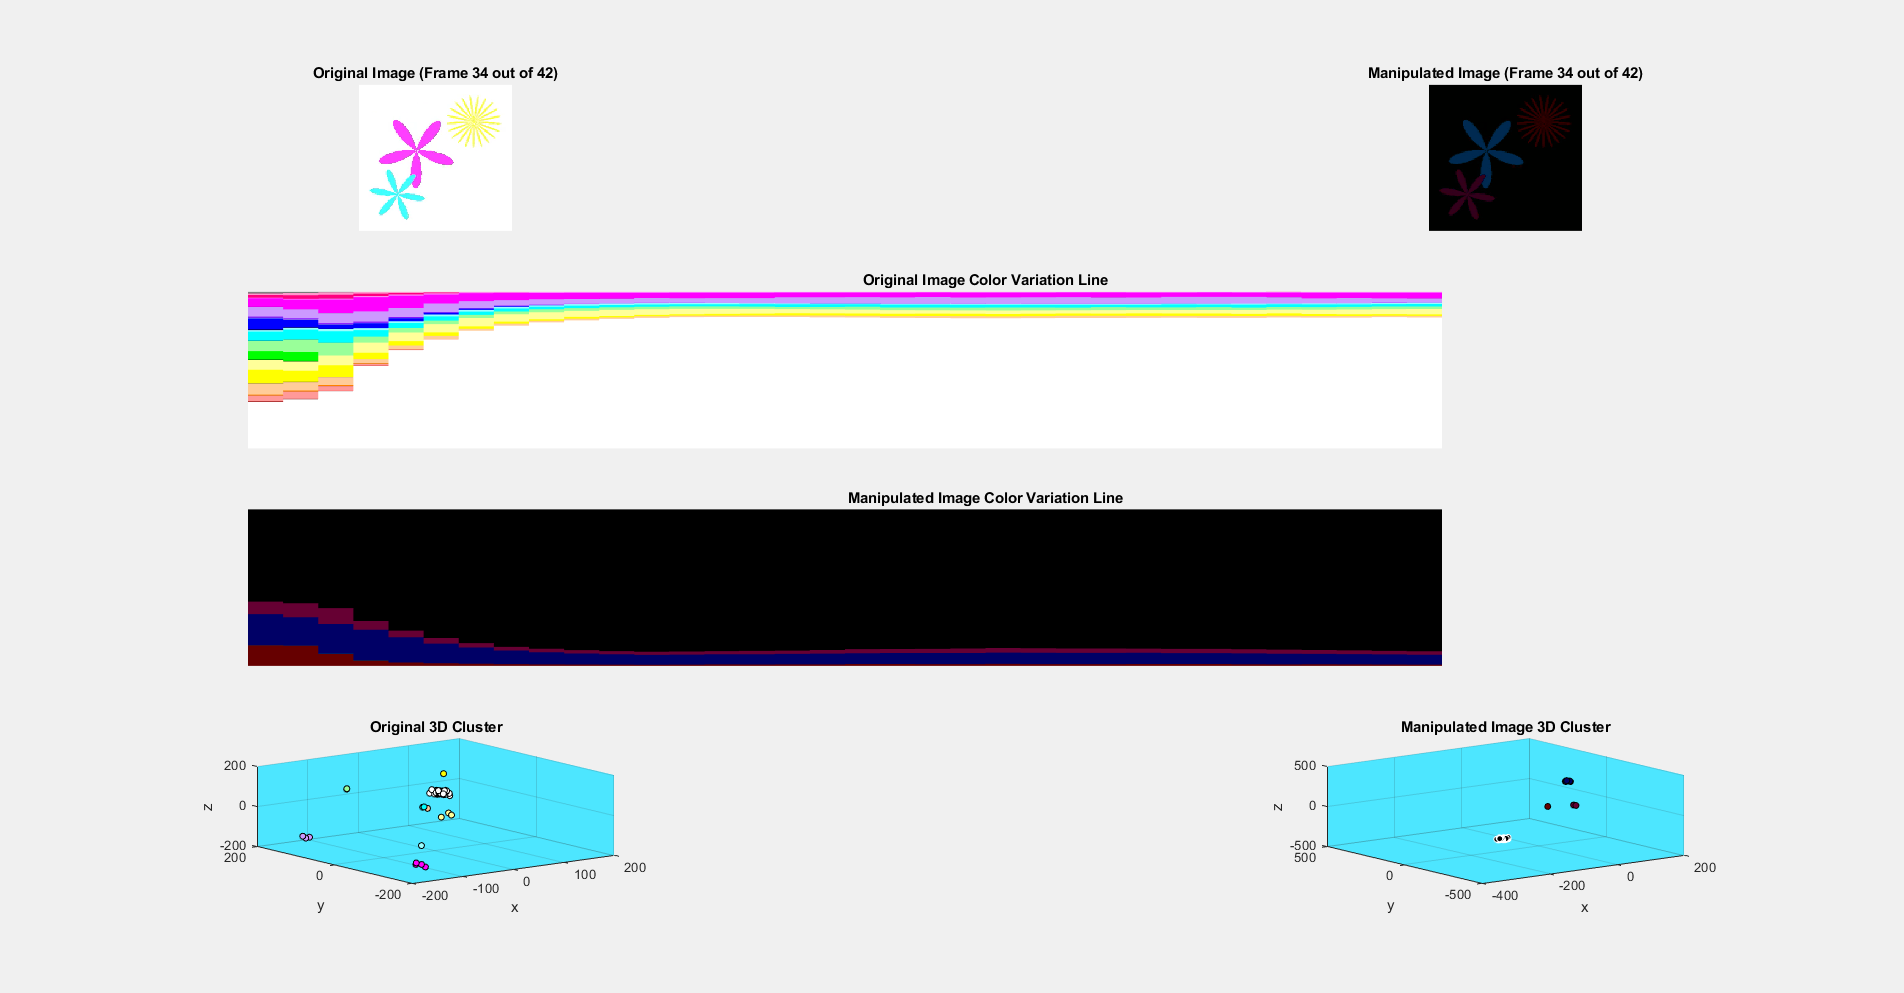 Original Image (Frame 34 out of 42)
Manipulated Image (Frame 34 out of 42)
Original Image Color Variation Line
Manipulated Image Color Variation Line
Original 3D Cluster
200
0
-200
z
200
0
-200
y
-200
-100
0
100
200
x
Manipulated Image 3D Cluster
500
0
-500
z
500
0
-500
y
-400
-200
0
200
x